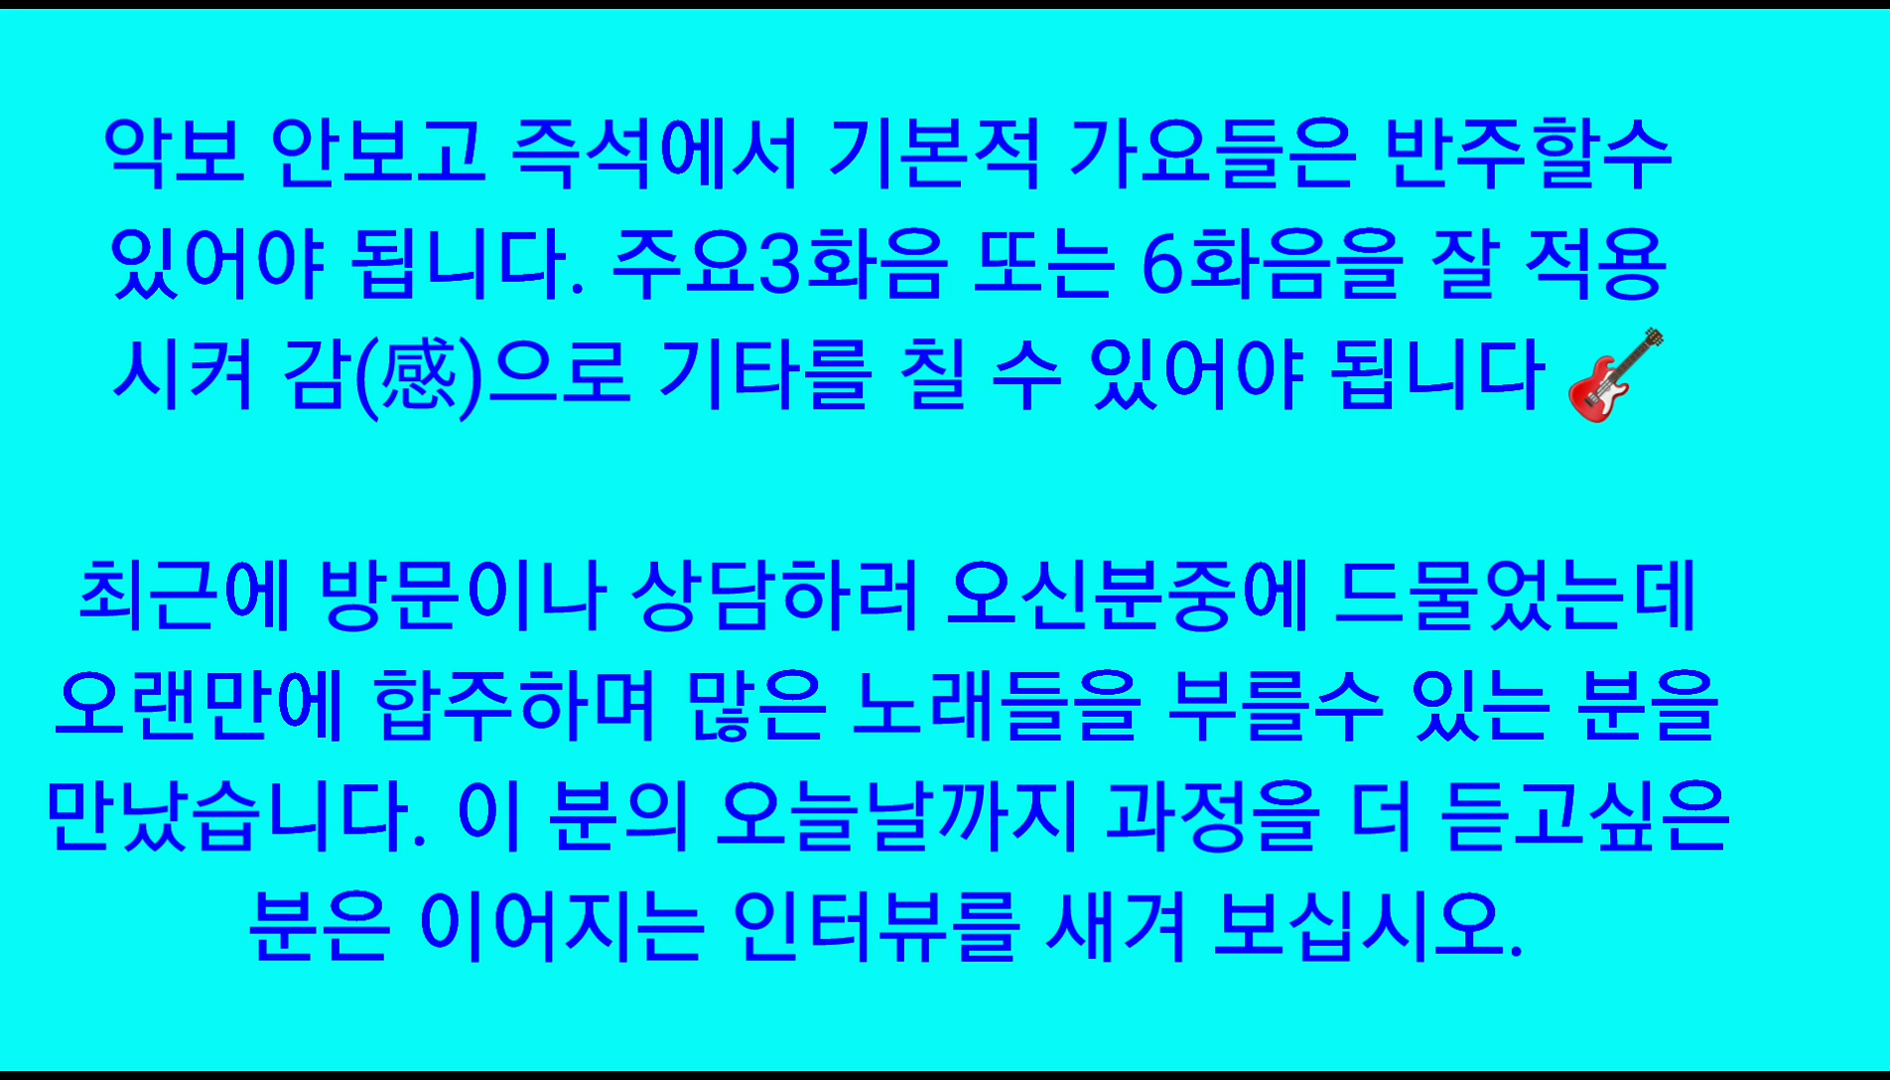 악보 안보고 즉석에서 기본적 가요들은 반주할수
있어야 됩니다. 주요3화음 또는 6화음을 잘 적용
시켜 감(感)으로 기타를 칠 수 있어야 됩니다 🎸
최근에 방문이나 상담하러 오신분중에 드물었는데
오랜만에 합주하며 많은 노래들을 부를수 있는 분을
만났습니다. 이 분의 오늘날까지 과정을 더 듣고싶은
분은 이어지는 인터뷰를 새겨 보십시오.